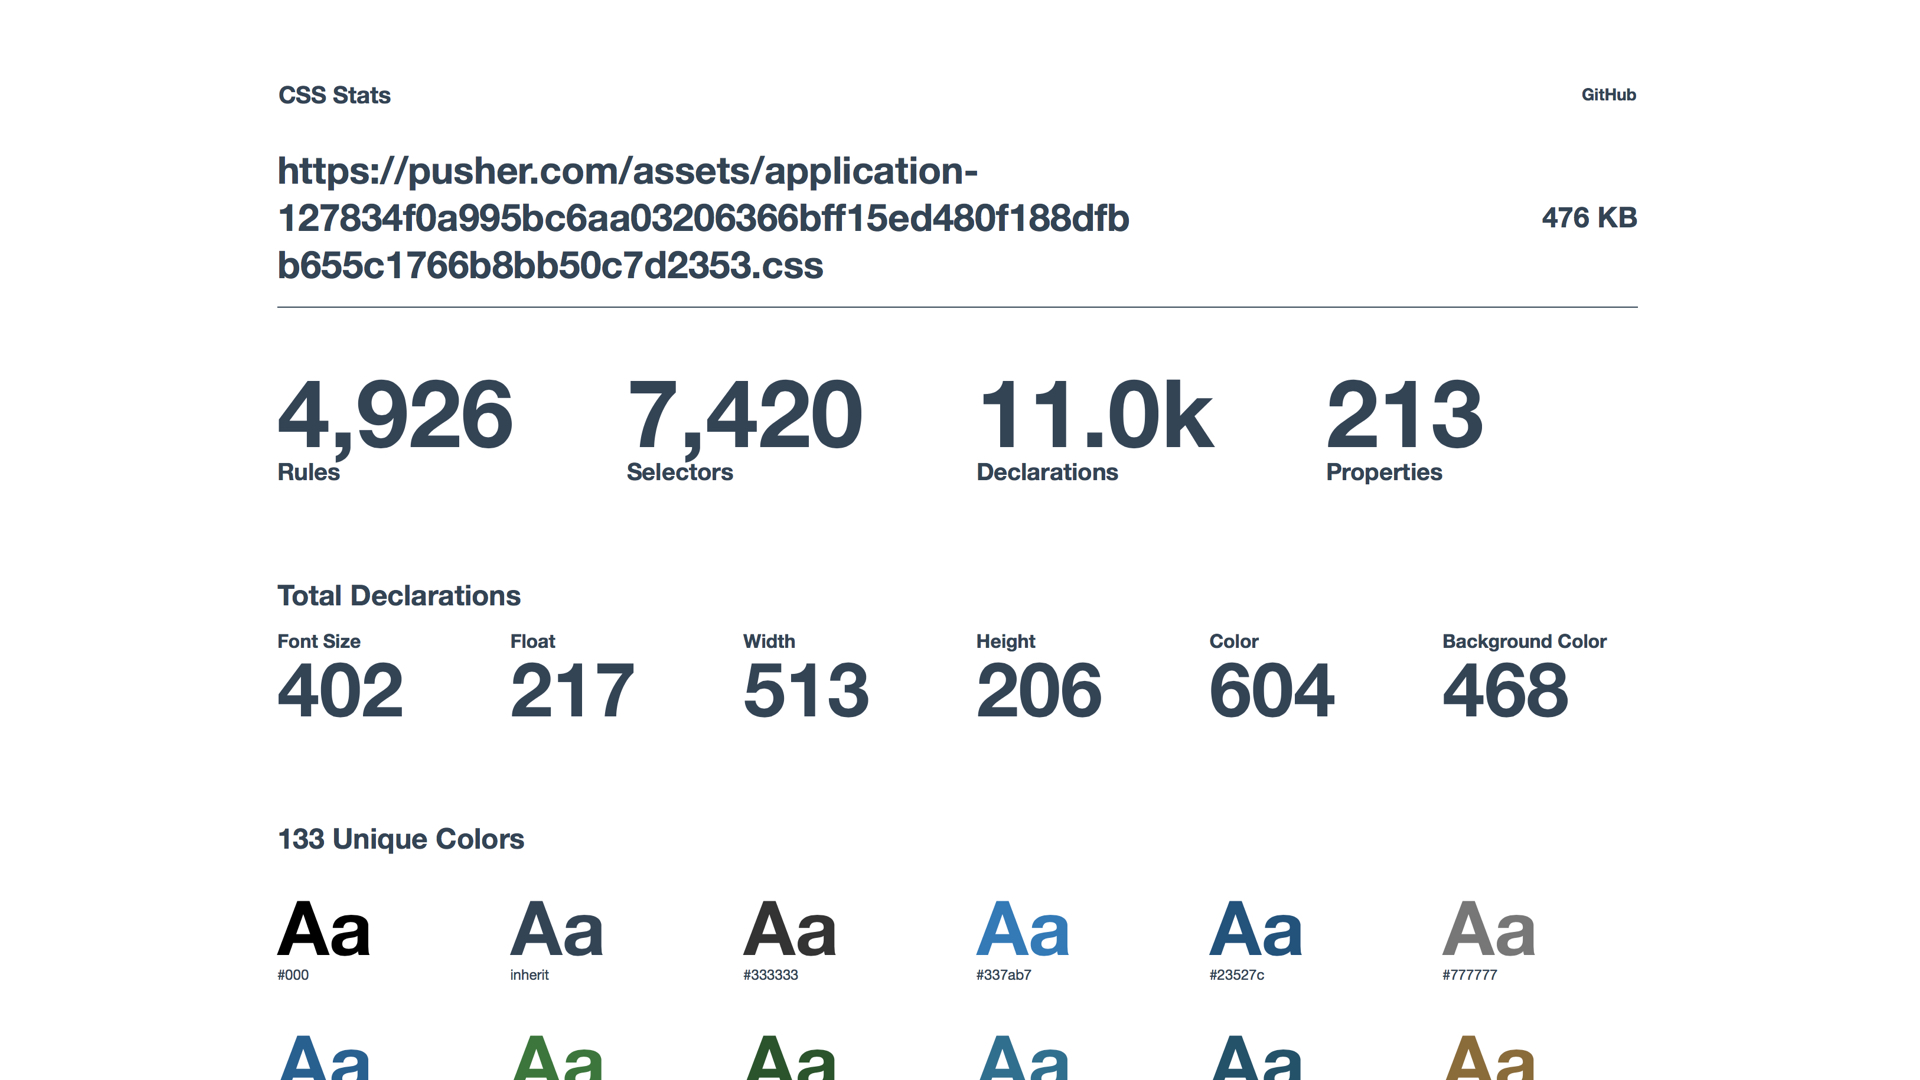 CSS Stats
GitHub
https://pusher.com/assets/application-
127834f0a995bc6aa03206366bff15ed480f188dfb
b655c1766b8bb50c7d2353.css
476 KB
4,926 7,420 11.0k 213
Rules Selectors Declarations Properties
Total Declarations
Font Size Float Width Height Color Background Color
402 217 513 206 604 468
133 Unique Colors
Aa Aa Aa Aa Aa Aa
#000 inherit #333333 #337ab7 #23527c #777777
Aa Aa Aa Aa Aa Aa